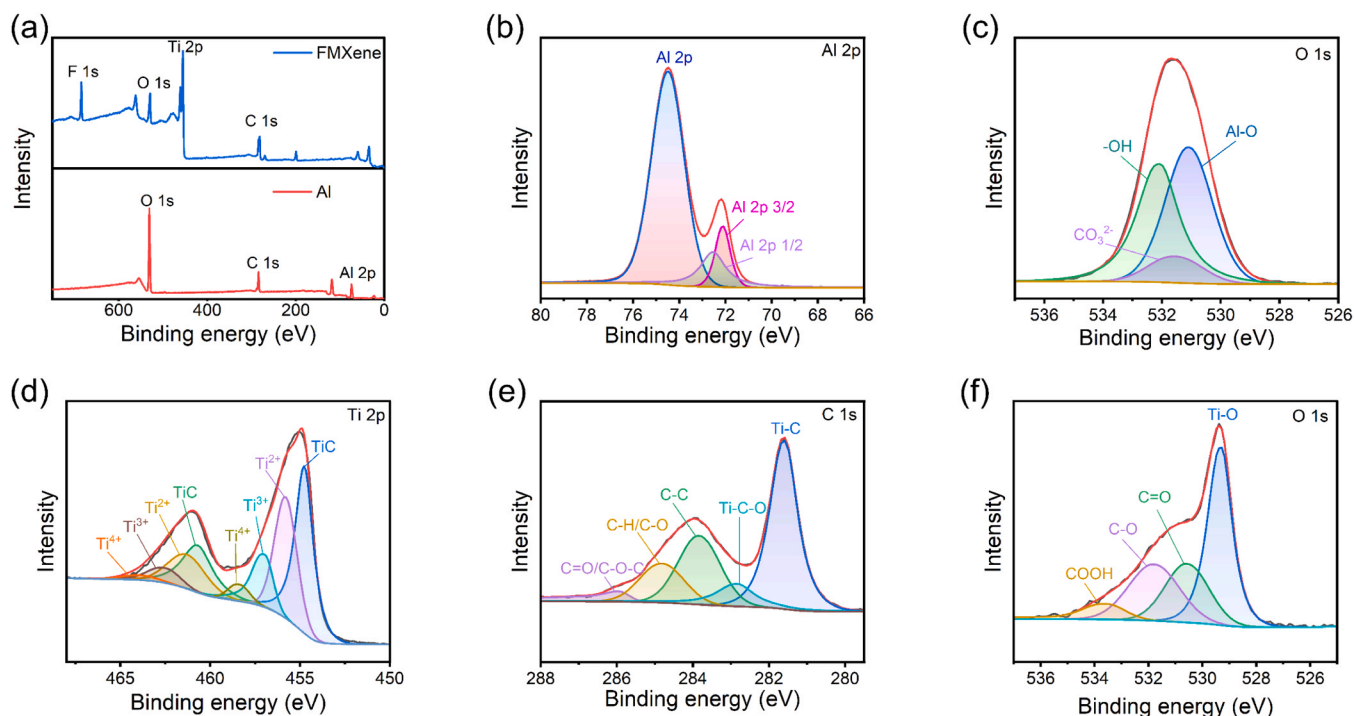 (a)
Intensity
F 1s
O 1s
Ti 2p
FMXene
C 1s
O 1s
Al
C 1s
Al 2p
600 400 200 0
Binding energy (eV)
(b)
Intensity
Al 2p
Al 2p
Al 2p 3/2
Al 2p 1/2
80 78 76 74 72 70 68 66
Binding energy (eV)
(c)
Intensity
O 1s
Al-O
-OH
CO₃²⁻
536 534 532 530 528 526
Binding energy (eV)
(d)
Intensity
Ti 2p
TiC
Ti²⁺
Ti³⁺
Ti⁴⁺
TiC
Ti²⁺
Ti³⁺
Ti⁴⁺
465 460 455 450
Binding energy (eV)
(e)
Intensity
C 1s
Ti-C
C-C
Ti-C-O
C-H/C-O
C=O/C-O-C
288 286 284 282 280
Binding energy (eV)
(f)
Intensity
O 1s
Ti-O
C=O
C-O
COOH
536 534 532 530 528 526
Binding energy (eV)